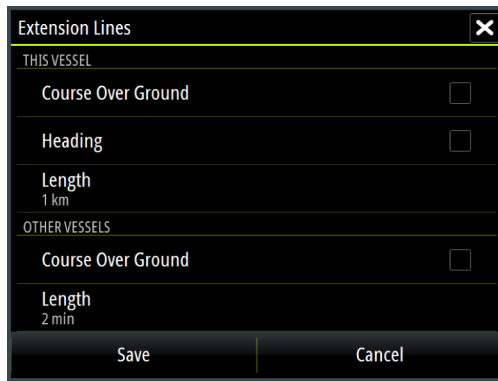 Extension Lines
THIS VESSEL
Course Over Ground
Heading
Length
1 km
OTHER VESSELS
Course Over Ground
Length
2 min
Save Cancel